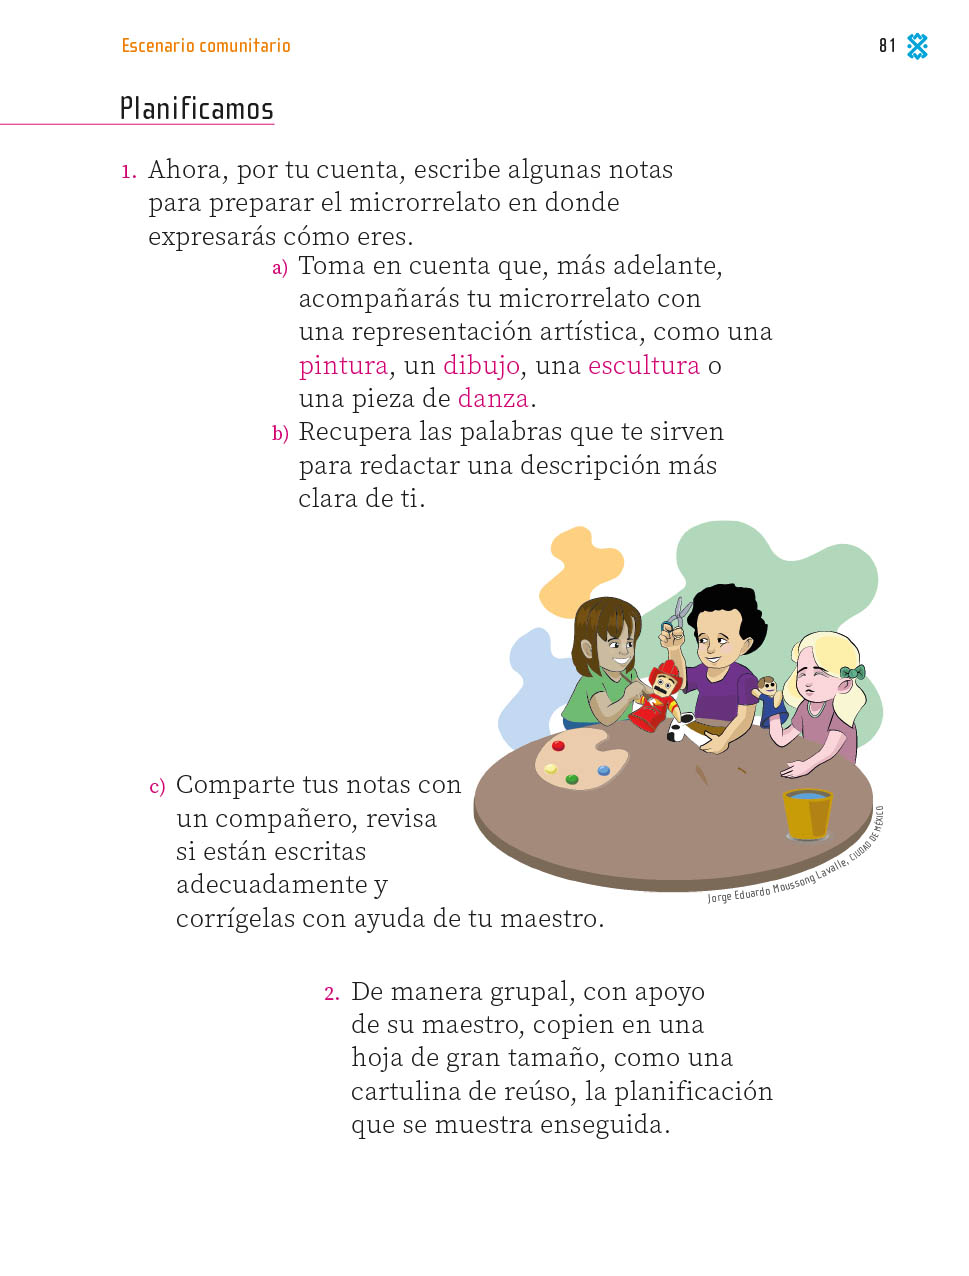 Escenario comunitario
81
Planificamos
1. Ahora, por tu cuenta, escribe algunas notas
para preparar el microrrelato en donde
expresarás cómo eres.
a) Toma en cuenta que, más adelante,
acompañarás tu microrrelato con
una representación artística, como una
pintura, un dibujo, una escultura o
una pieza de danza.
b) Recupera las palabras que te sirven
para redactar una descripción más
clara de ti.
c) Comparte tus notas con
un compañero, revisa
si están escritas
adecuadamente y
corrígelas con ayuda de tu maestro.
Jorge Eduardo Moussong Lavalle, CIUDAD DE MÉXICO
2. De manera grupal, con apoyo
de su maestro, copien en una
hoja de gran tamaño, como una
cartulina de reúso, la planificación
que se muestra enseguida.